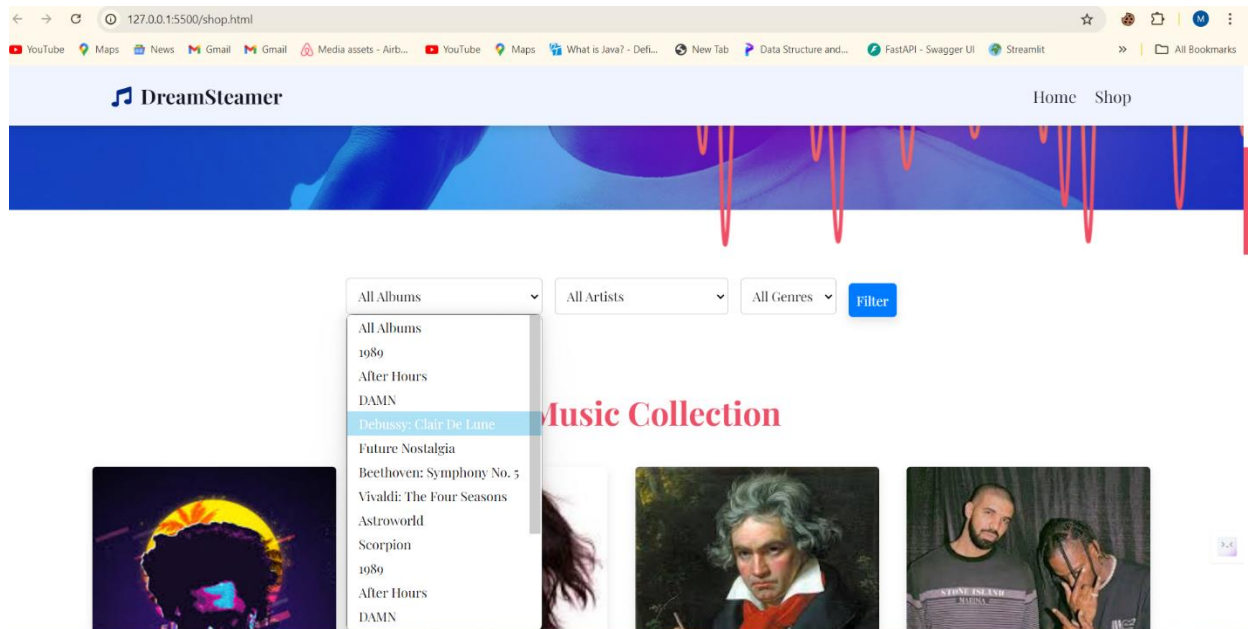 127.0.0.1:5500/shop.html
M
YouTube Maps News Gmail Gmail Media assets - Airb... YouTube Maps What is Java? - Defi... New Tab Data Structure and... FastAPI - Swagger UI Streamlit » All Bookmarks
DreamSteamer Home Shop
All Albums All Artists All Genres Filter
All Albums
1989
After Hours
DAMN
Debussy: Clair De Lune
Music Collection
Future Nostalgia
Beethoven: Symphony No. 5
Vivaldi: The Four Seasons
Astroworld
Scorpion
1989
After Hours
DAMN
STONE ISLAND
MARINA